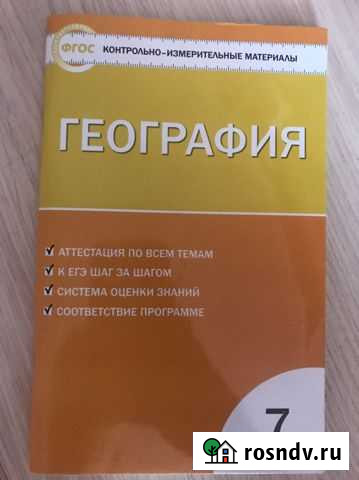 ФГОС
КОНТРОЛЬНО-ИЗМЕРИТЕЛЬНЫЕ МАТЕРИАЛЫ
ГЕОГРАФИЯ
АТТЕСТАЦИЯ ПО ВСЕМ ТЕМАМ
К ЕГЭ ШАГ ЗА ШАГОМ
СИСТЕМА ОЦЕНКИ ЗНАНИЙ
СООТВЕТСТВИЕ ПРОГРАММЕ
7
rosndv.ru